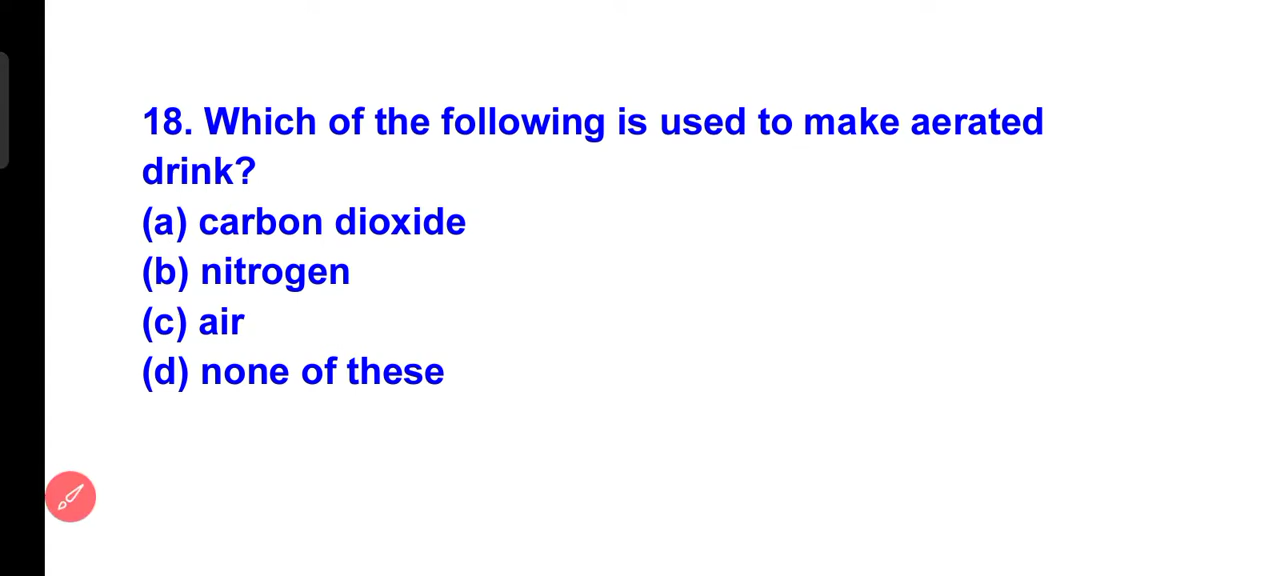 18. Which of the following is used to make aerated
drink?
(a) carbon dioxide
(b) nitrogen
(c) air
(d) none of these